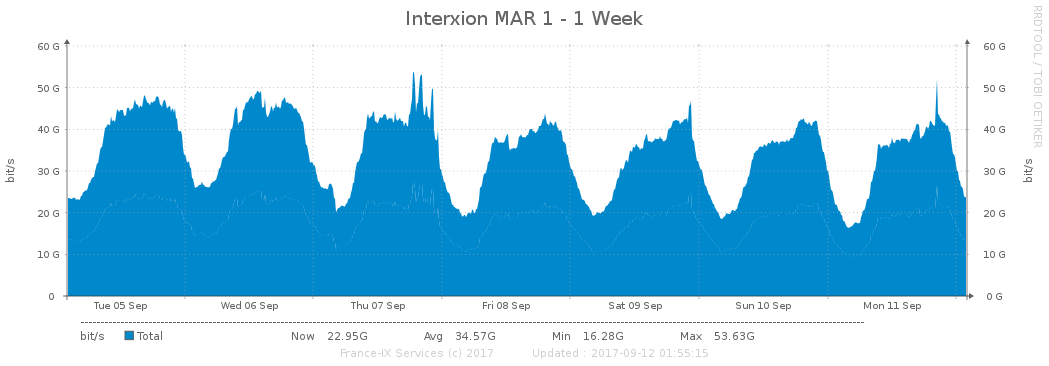 Interxion MAR 1 - 1 Week
RRDTOOL / TOBI OETIKER
bit/s
60 G 60 G
50 G 50 G
40 G 40 G
30 G 30 G
20 G 20 G
10 G 10 G
0 0 G
bit/s
Tue 05 Sep Wed 06 Sep Thu 07 Sep Fri 08 Sep Sat 09 Sep Sun 10 Sep Mon 11 Sep
bit/s Total Now 22.95G Avg 34.57G Min 16.28G Max 53.63G
France-IX Services (c) 2017 Updated : 2017-09-12 01:55:15